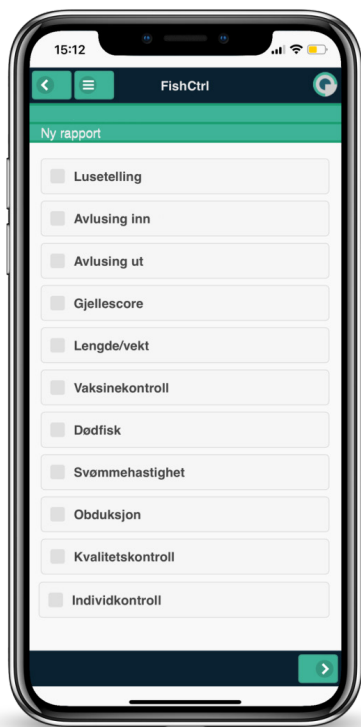 15:12
FishCtrl
Ny rapport
Lusetelling
Avlusing inn
Avlusing ut
Gjellescore
Lengde/vekt
Vaksinekontroll
Dødfisk
Svømmehastighet
Obduksjon
Kvalitetskontroll
Individkontroll